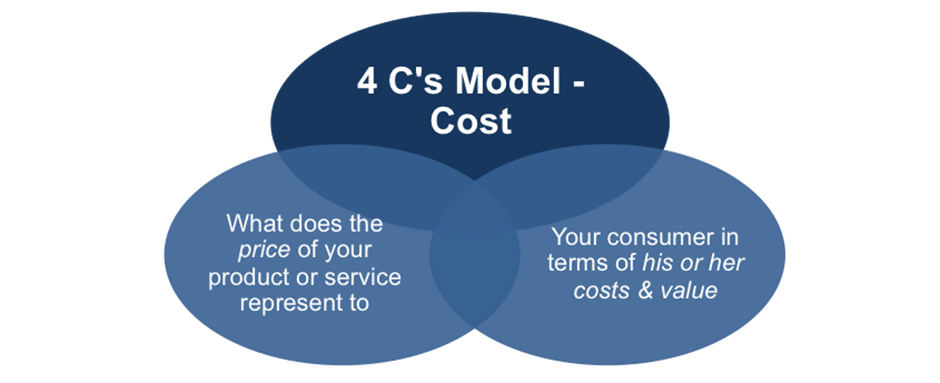 4 C's Model -
Cost
What does the
price of your
product or service
represent to
Your consumer in
terms of his or her
costs & value